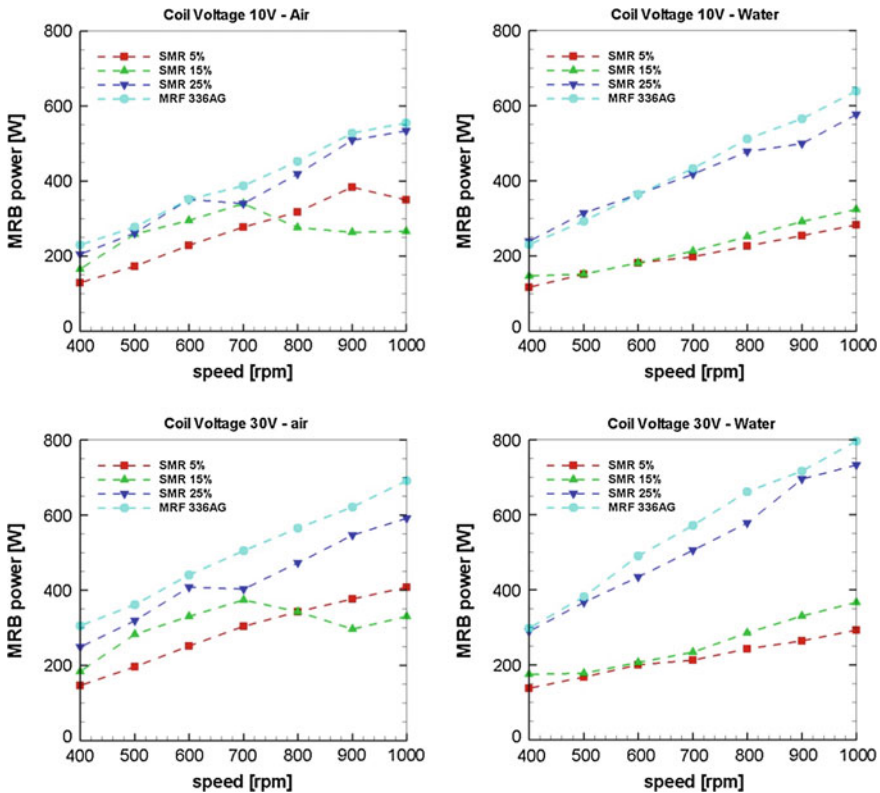 Coil Voltage 10V - Air
800
600
400
200
0
MRB power [W]
SMR 5%
SMR 15%
SMR 25%
MRF 336AG
400 500 600 700 800 900 1000
speed [rpm]
Coil Voltage 10V - Water
800
600
400
200
0
MRB power [W]
SMR 5%
SMR 15%
SMR 25%
MRF 336AG
400 500 600 700 800 900 1000
speed [rpm]
Coil Voltage 30V - air
800
600
400
200
0
MRB power [W]
SMR 5%
SMR 15%
SMR 25%
MRF 336AG
400 500 600 700 800 900 1000
speed [rpm]
Coil Voltage 30V - Water
800
600
400
200
0
MRB power [W]
SMR 5%
SMR 15%
SMR 25%
MRF 336AG
400 500 600 700 800 900 1000
speed [rpm]